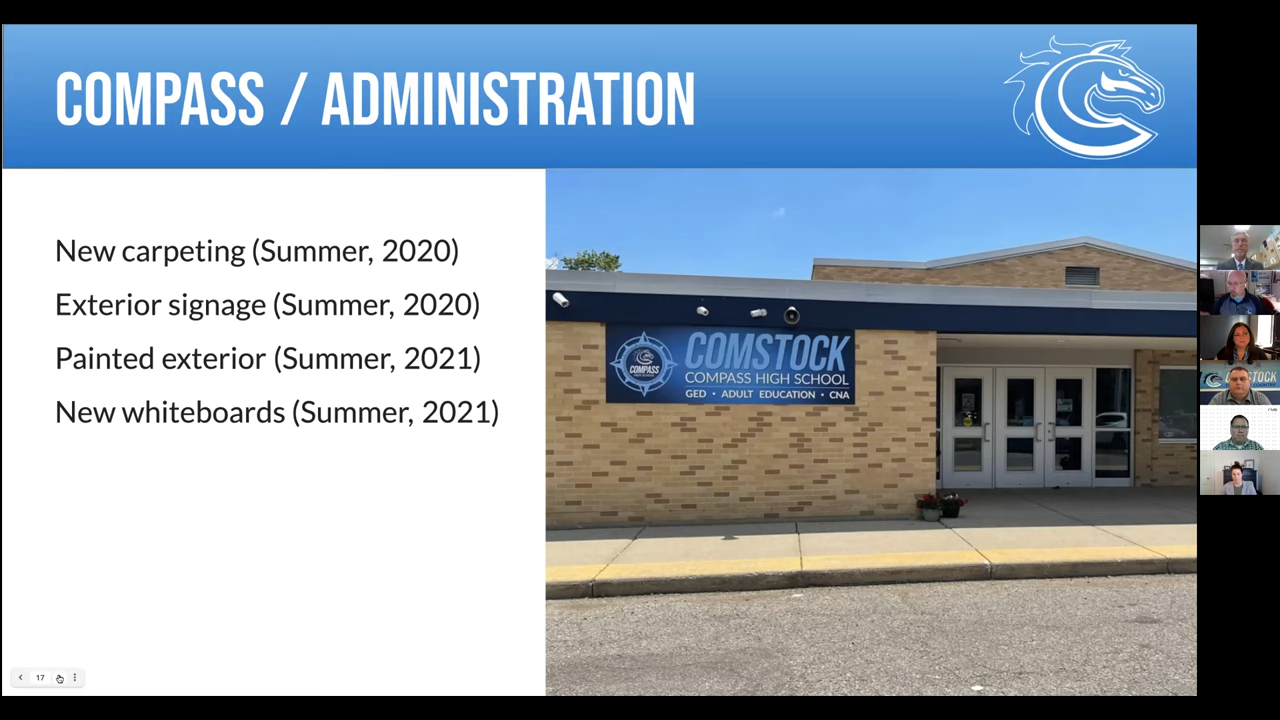 COMPASS / ADMINISTRATION
New carpeting (Summer, 2020)
Exterior signage (Summer, 2020)
Painted exterior (Summer, 2021)
New whiteboards (Summer, 2021)
COMPASS
COMSTOCK
COMPASS HIGH SCHOOL
GED • ADULT EDUCATION • CNA
17